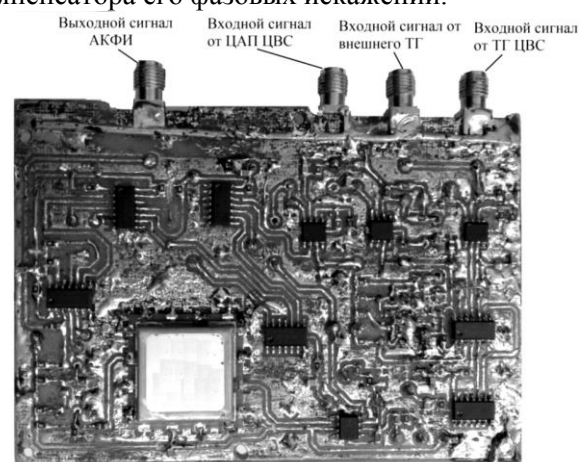 мпенсатора его фазовых искажений.
Выходной сигнал
АКФИ
Входной сигнал
от ЦАП ЦВС
Входной сигнал от
внешнего ТГ
Входной сигнал
от ТГ ЦВС